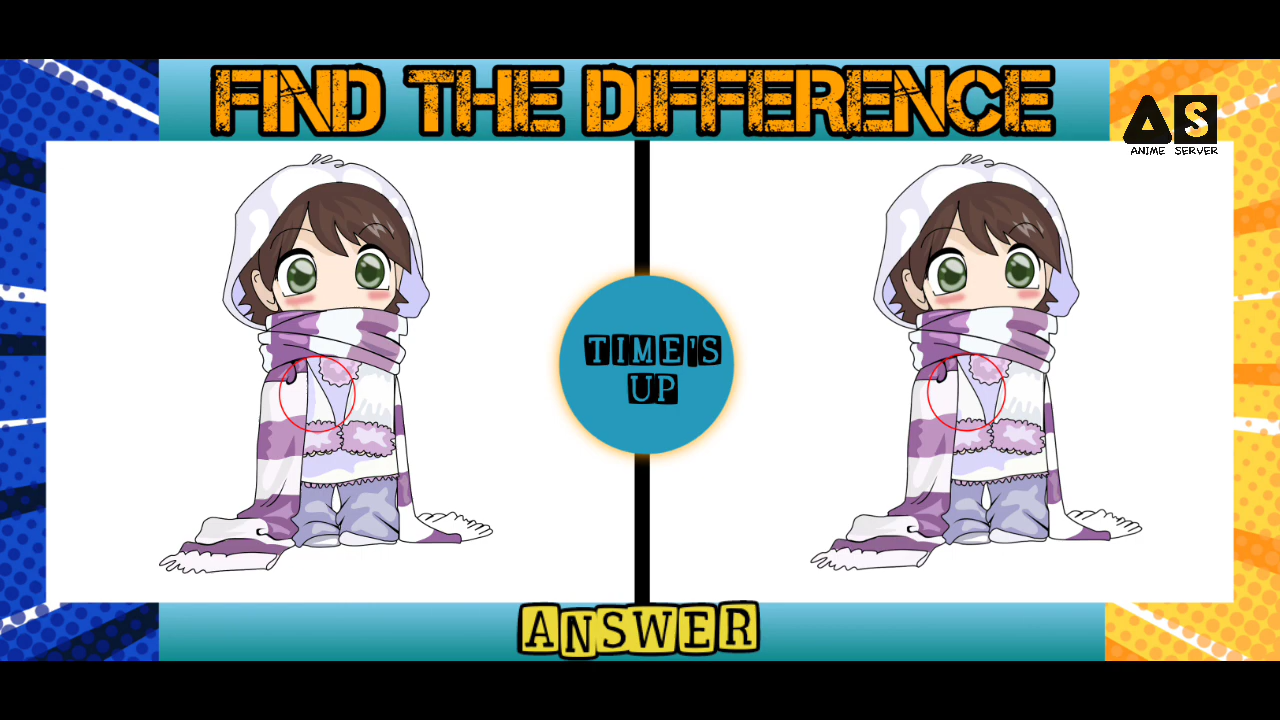 FIND THE DIFFERENCE
AS
ANIME SERVER
TIME'S
UP
ANSWER